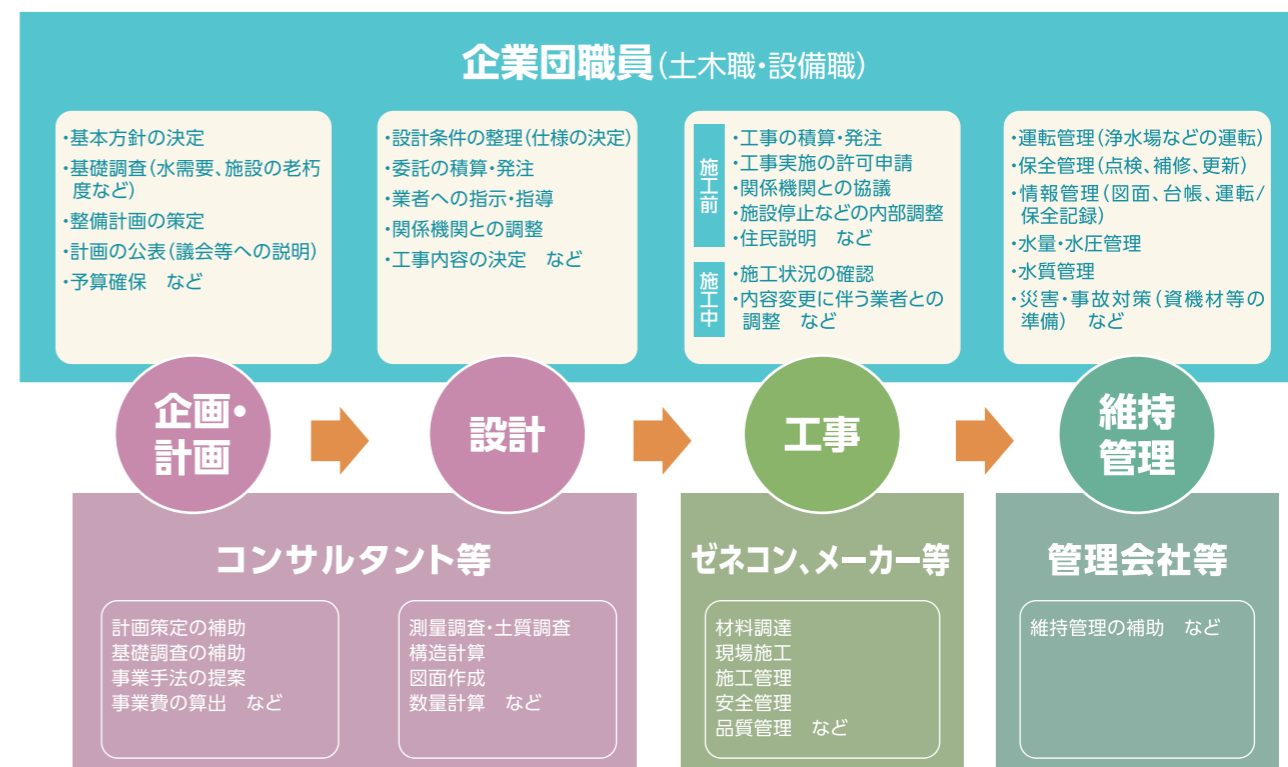 企業団職員(土木職・設備職)
・基本方針の決定
・基礎調査(水需要、施設の老朽
度など)
・整備計画の策定
・計画の公表(議会等への説明)
・予算確保　など
・設計条件の整理(仕様の決定)
・委託の積算・発注
・業者への指示・指導
・関係機関との調整
・工事内容の決定　など
施工前
・工事の積算・発注
・工事実施の許可申請
・関係機関との協議
・施設停止などの内部調整
・住民説明　など
施工中
・施工状況の確認
・内容変更に伴う業者との
調整　など
・運転管理(浄水場などの運転)
・保全管理(点検、補修、更新)
・情報管理(図面、台帳、運転/
保全記録)
・水量・水圧管理
・水質管理
・災害・事故対策(資機材等の
準備)　など
企画・
計画
設計
工事
維持
管理
コンサルタント等
計画策定の補助
基礎調査の補助
事業手法の提案
事業費の算出　など
測量調査・土質調査
構造計算
図面作成
数量計算　など
ゼネコン、メーカー等
材料調達
現場施工
施工管理
安全管理
品質管理　など
管理会社等
維持管理の補助　など